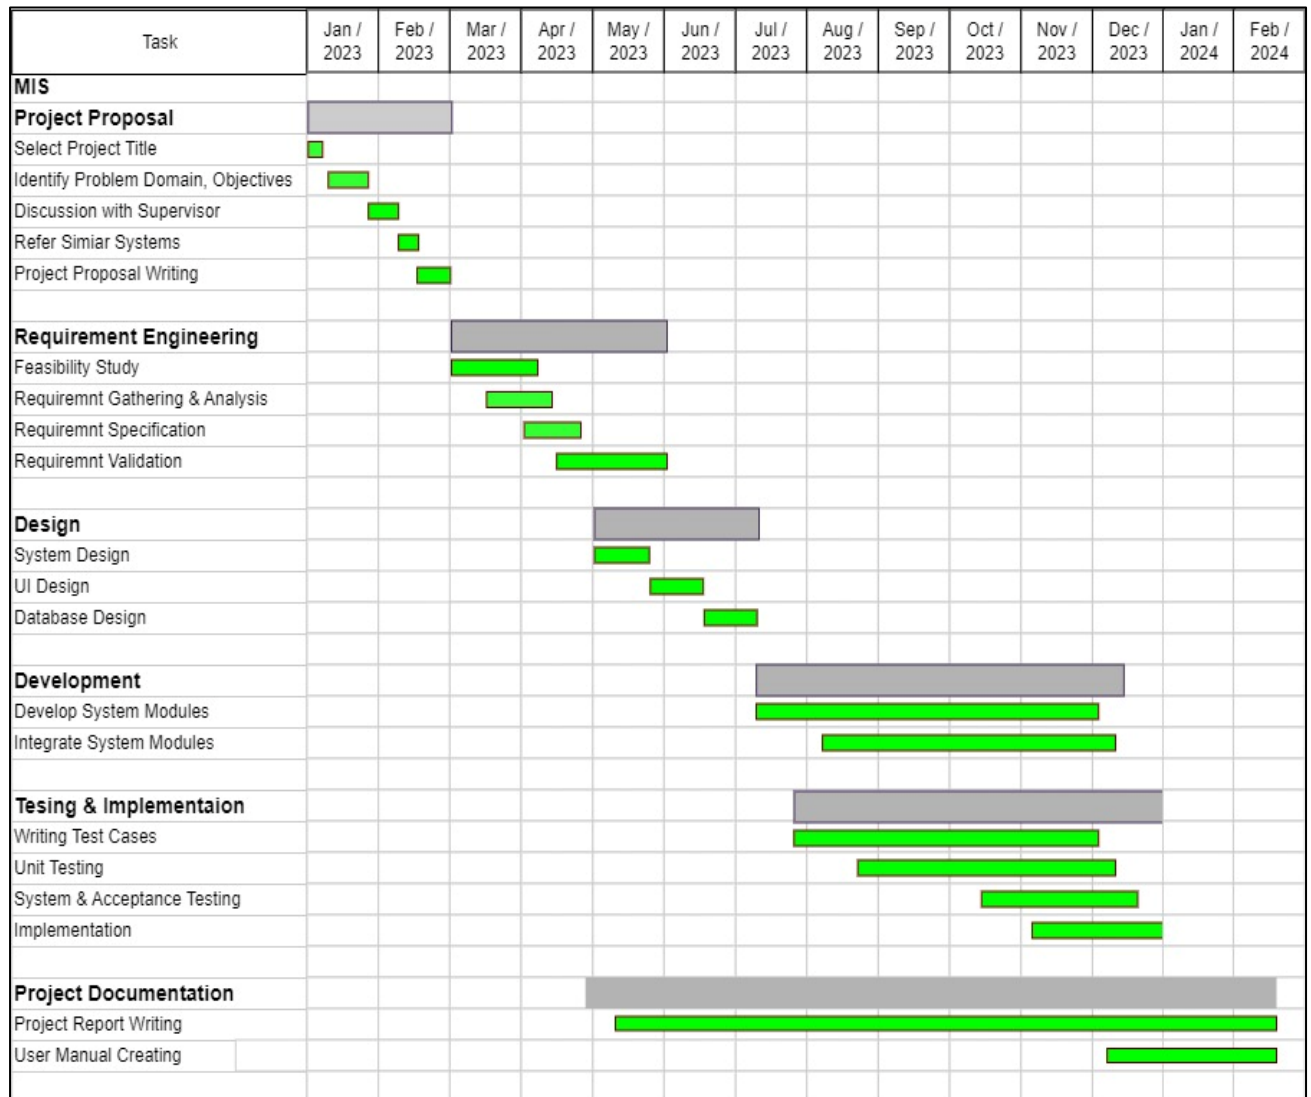 Task
Jan /
2023
Feb /
2023
Mar /
2023
Apr /
2023
May /
2023
Jun /
2023
Jul /
2023
Aug /
2023
Sep /
2023
Oct /
2023
Nov /
2023
Dec /
2023
Jan /
2024
Feb /
2024
MIS
Project Proposal
Select Project Title
Identify Problem Domain, Objectives
Discussion with Supervisor
Refer Simiar Systems
Project Proposal Writing
Requirement Engineering
Feasibility Study
Requiremnt Gathering & Analysis
Requiremnt Specification
Requiremnt Validation
Design
System Design
UI Design
Database Design
Development
Develop System Modules
Integrate System Modules
Tesing & Implementaion
Writing Test Cases
Unit Testing
System & Acceptance Testing
Implementation
Project Documentation
Project Report Writing
User Manual Creating